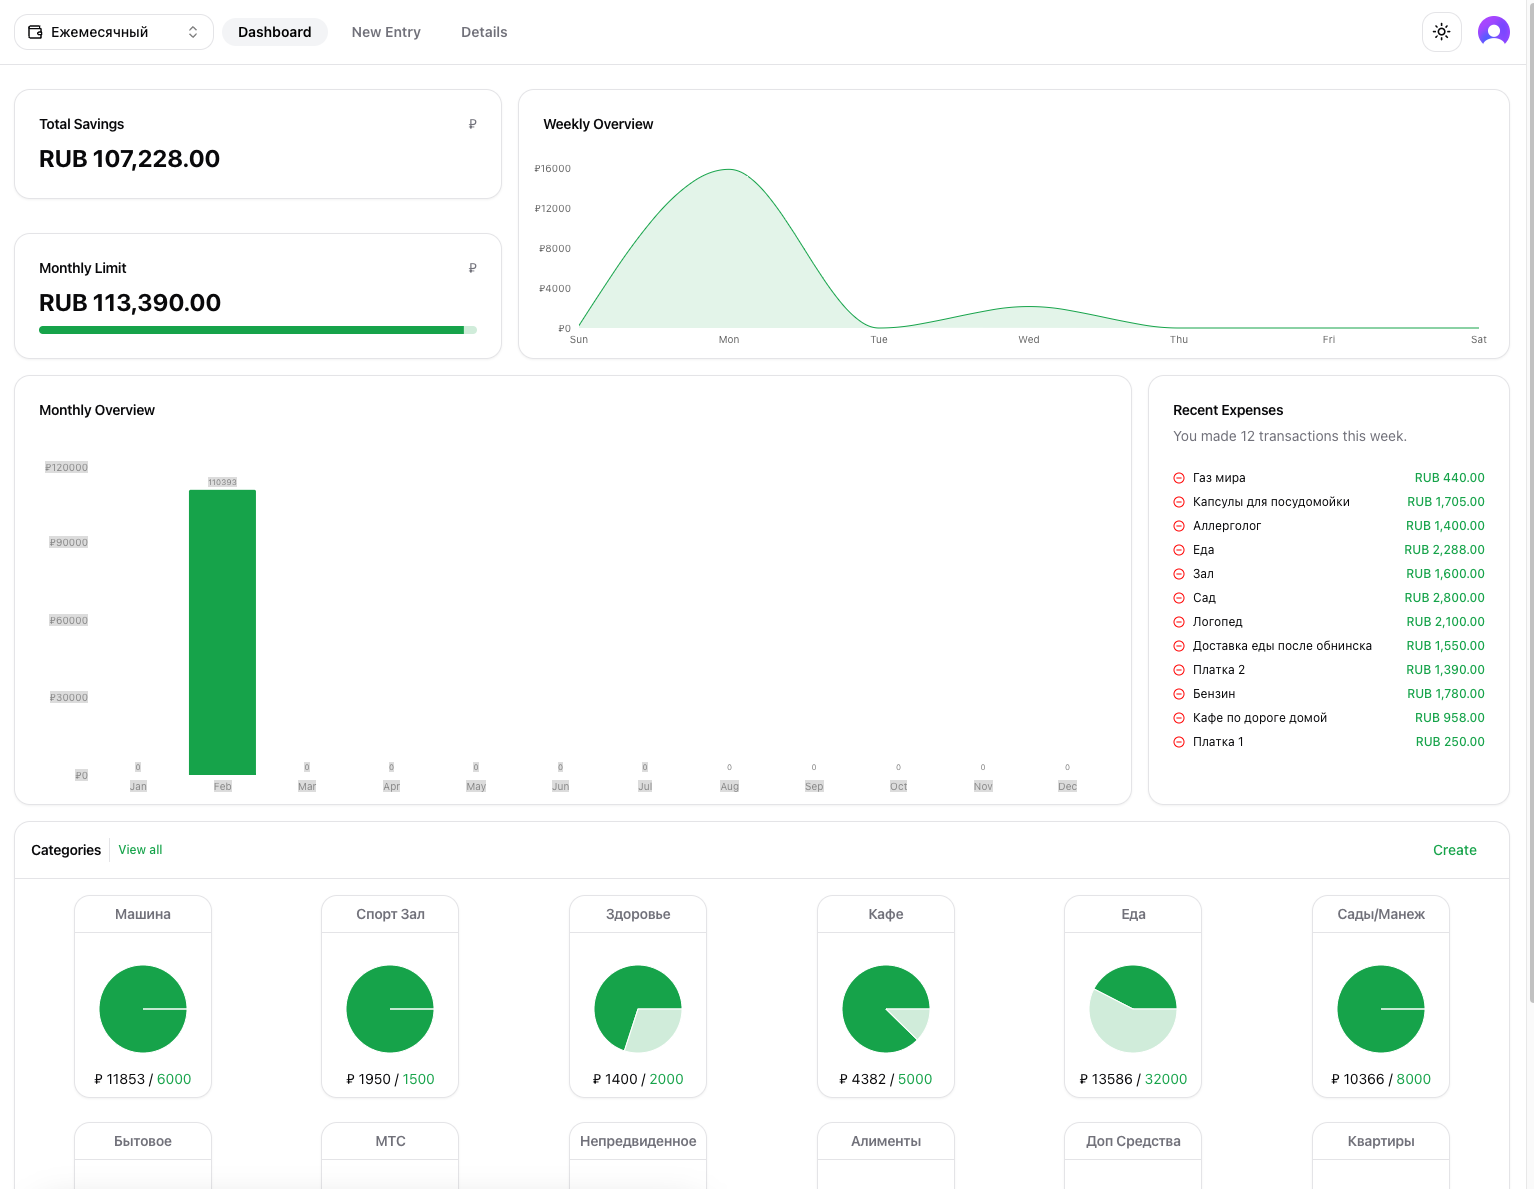 Ежемесячный
Dashboard
New Entry
Details
Total Savings
₽
RUB 107,228.00
Monthly Limit
₽
RUB 113,390.00
Weekly Overview
₽16000
₽12000
₽8000
₽4000
₽0
Sun Mon Tue Wed Thu Fri Sat
Monthly Overview
₽120000
₽90000
₽60000
₽30000
₽0
0 110393 0 0 0 0 0 0 0 0 0 0
Jan Feb Mar Apr May Jun Jul Aug Sep Oct Nov Dec
Recent Expenses
You made 12 transactions this week.
Газ мира RUB 440.00
Капсулы для посудомойки RUB 1,705.00
Аллерголог RUB 1,400.00
Еда RUB 2,288.00
Зал RUB 1,600.00
Сад RUB 2,800.00
Логопед RUB 2,100.00
Доставка еды после обнинска RUB 1,550.00
Платка 2 RUB 1,390.00
Бензин RUB 1,780.00
Кафе по дороге домой RUB 958.00
Платка 1 RUB 250.00
Categories
View all
Create
Машина
₽ 11853 / 6000
Спорт Зал
₽ 1950 / 1500
Здоровье
₽ 1400 / 2000
Кафе
₽ 4382 / 5000
Еда
₽ 13586 / 32000
Сады/Манеж
₽ 10366 / 8000
Бытовое
МТС
Непредвиденное
Алименты
Доп Средства
Квартиры